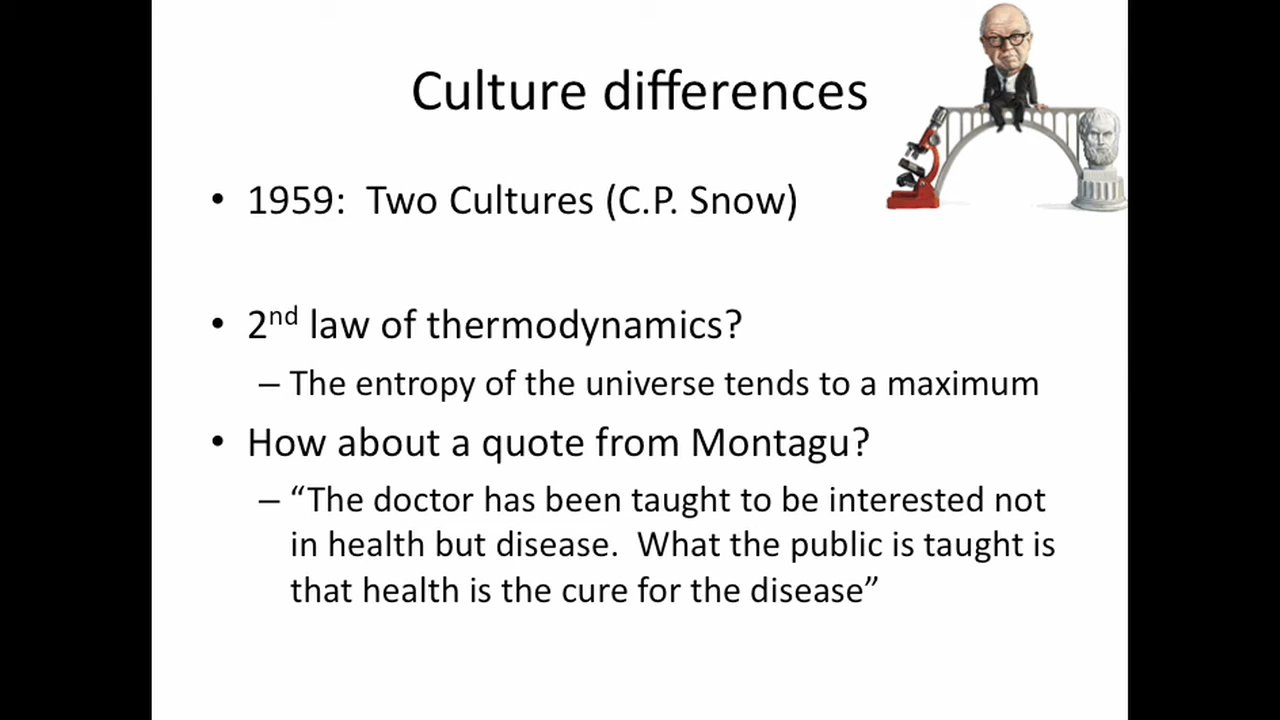 Culture differences
• 1959:  Two Cultures (C.P. Snow)
• 2nd law of thermodynamics?
– The entropy of the universe tends to a maximum
• How about a quote from Montagu?
– “The doctor has been taught to be interested not
in health but disease.  What the public is taught is
that health is the cure for the disease”